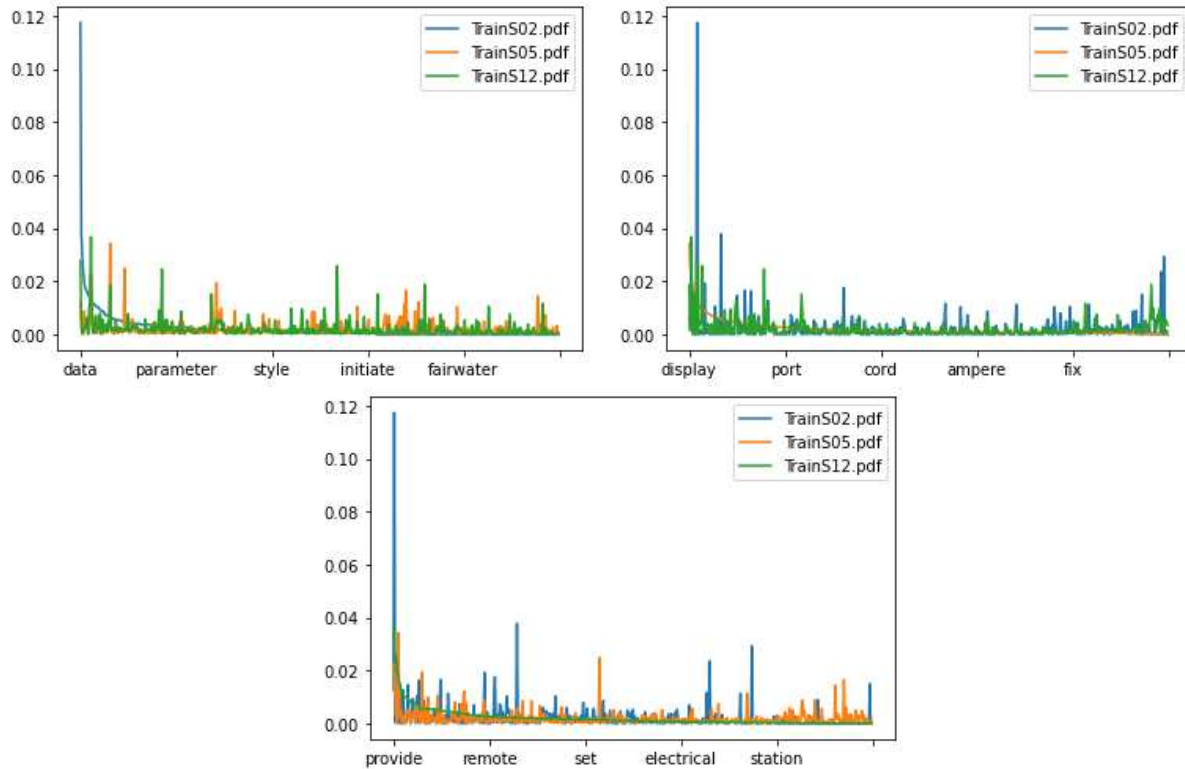 0.12
0.10
0.08
0.06
0.04
0.02
0.00
TrainS02.pdf
TrainS05.pdf
TrainS12.pdf
data parameter style initiate fairwater
0.12
0.10
0.08
0.06
0.04
0.02
0.00
TrainS02.pdf
TrainS05.pdf
TrainS12.pdf
display port cord ampere fix
0.12
0.10
0.08
0.06
0.04
0.02
0.00
TrainS02.pdf
TrainS05.pdf
TrainS12.pdf
provide remote set electrical station